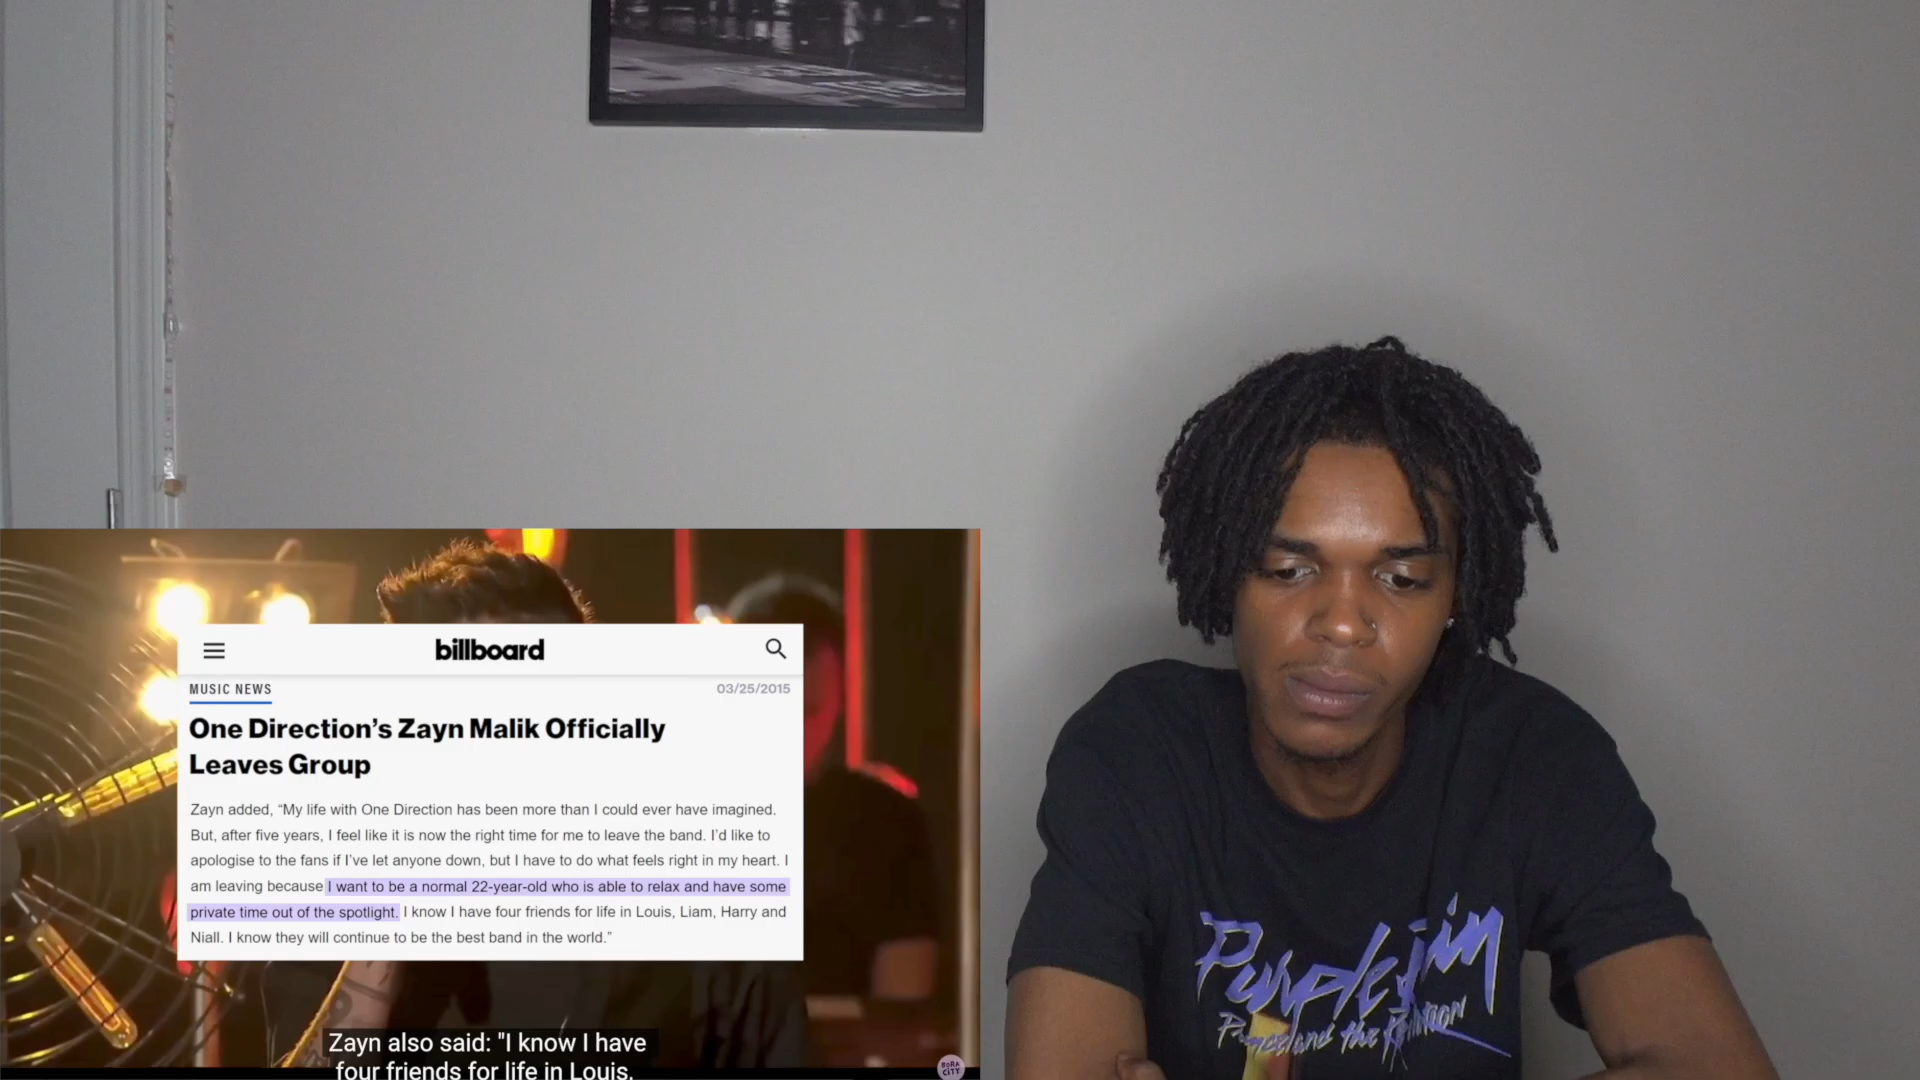 billboard
MUSIC NEWS
03/25/2015
One Direction’s Zayn Malik Officially
Leaves Group
Zayn added, “My life with One Direction has been more than I could ever have imagined.
But, after five years, I feel like it is now the right time for me to leave the band. I’d like to
apologise to the fans if I’ve let anyone down, but I have to do what feels right in my heart. I
am leaving because I want to be a normal 22-year-old who is able to relax and have some
private time out of the spotlight. I know I have four friends for life in Louis, Liam, Harry and
Niall. I know they will continue to be the best band in the world.”
Zayn also said: "I know I have
four friends for life in Louis,
BORA
CITY
Purple
Prince and the Revolution